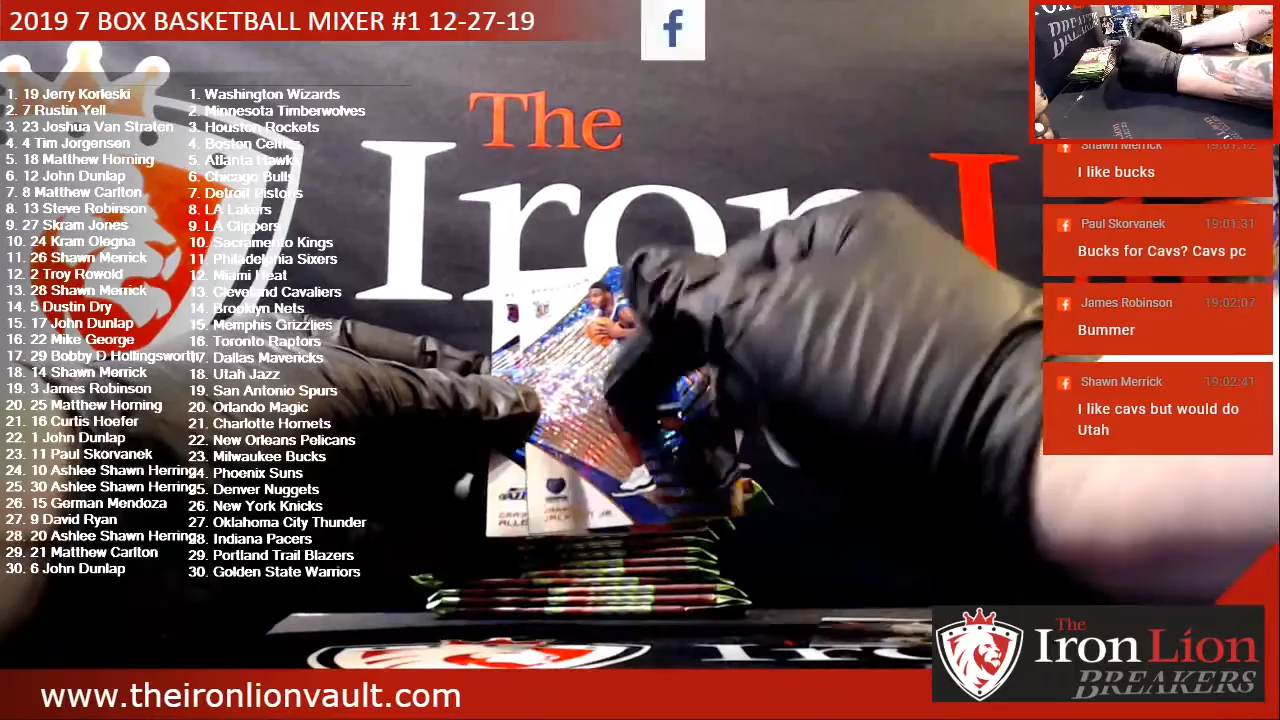 2019 7 BOX BASKETBALL MIXER #1 12-27-19
1. 19 Jerry Korleski
2. 7 Rustin Yell
3. 23 Joshua Van Straten
4. 4 Tim Jorgensen
5. 18 Matthew Horning
6. 12 John Dunlap
7. 8 Matthew Carlton
8. 13 Steve Robinson
9. 27 Skram Jones
10. 24 Kram Olegna
11. 26 Shawn Merrick
12. 2 Troy Rowold
13. 28 Shawn Merrick
14. 5 Dustin Dry
15. 17 John Dunlap
16. 22 Mike George
17. 29 Bobby D Hollingsworth
18. 14 Shawn Merrick
19. 3 James Robinson
20. 25 Matthew Horning
21. 16 Curtis Hoefer
22. 1 John Dunlap
23. 11 Paul Skorvanek
24. 10 Ashlee Shawn Herring
25. 30 Ashlee Shawn Herring
26. 15 German Mendoza
27. 9 David Ryan
28. 20 Ashlee Shawn Herring
29. 21 Matthew Carlton
30. 6 John Dunlap
1. Washington Wizards
2. Minnesota Timberwolves
3. Houston Rockets
4. Boston Celtics
5. Atlanta Hawks
6. Chicago Bulls
7. Detroit Pistons
8. LA Lakers
9. LA Clippers
10. Sacramento Kings
11. Philadelphia Sixers
12. Miami Heat
13. Cleveland Cavaliers
14. Brooklyn Nets
15. Memphis Grizzlies
16. Toronto Raptors
17. Dallas Mavericks
18. Utah Jazz
19. San Antonio Spurs
20. Orlando Magic
21. Charlotte Hornets
22. New Orleans Pelicans
23. Milwaukee Bucks
24. Phoenix Suns
25. Denver Nuggets
26. New York Knicks
27. Oklahoma City Thunder
28. Indiana Pacers
29. Portland Trail Blazers
30. Golden State Warriors
The
Iron L
BREAKERS
Shawn Merrick 19:01:12
I like bucks
Paul Skorvanek 19:01:31
Bucks for Cavs? Cavs pc
James Robinson 19:02:07
Bummer
Shawn Merrick 19:02:41
I like cavs but would do
Utah
The
Iron Lion
BREAKERS
www.theironlionvault.com